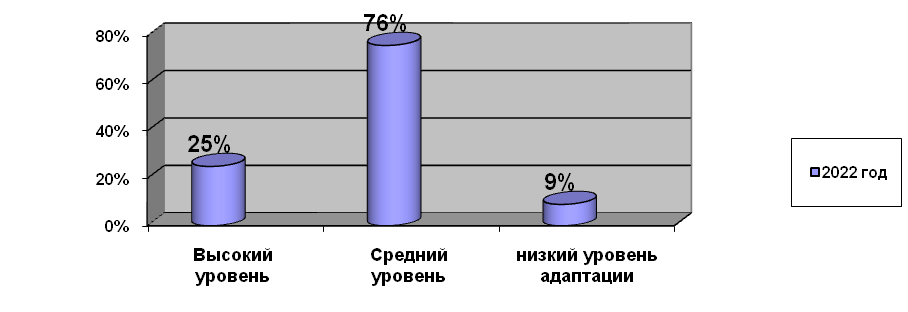 80%
60%
40%
20%
0%
25%
76%
9%
Высокий
уровень
Средний
уровень
низкий уровень
адаптации
2022 год